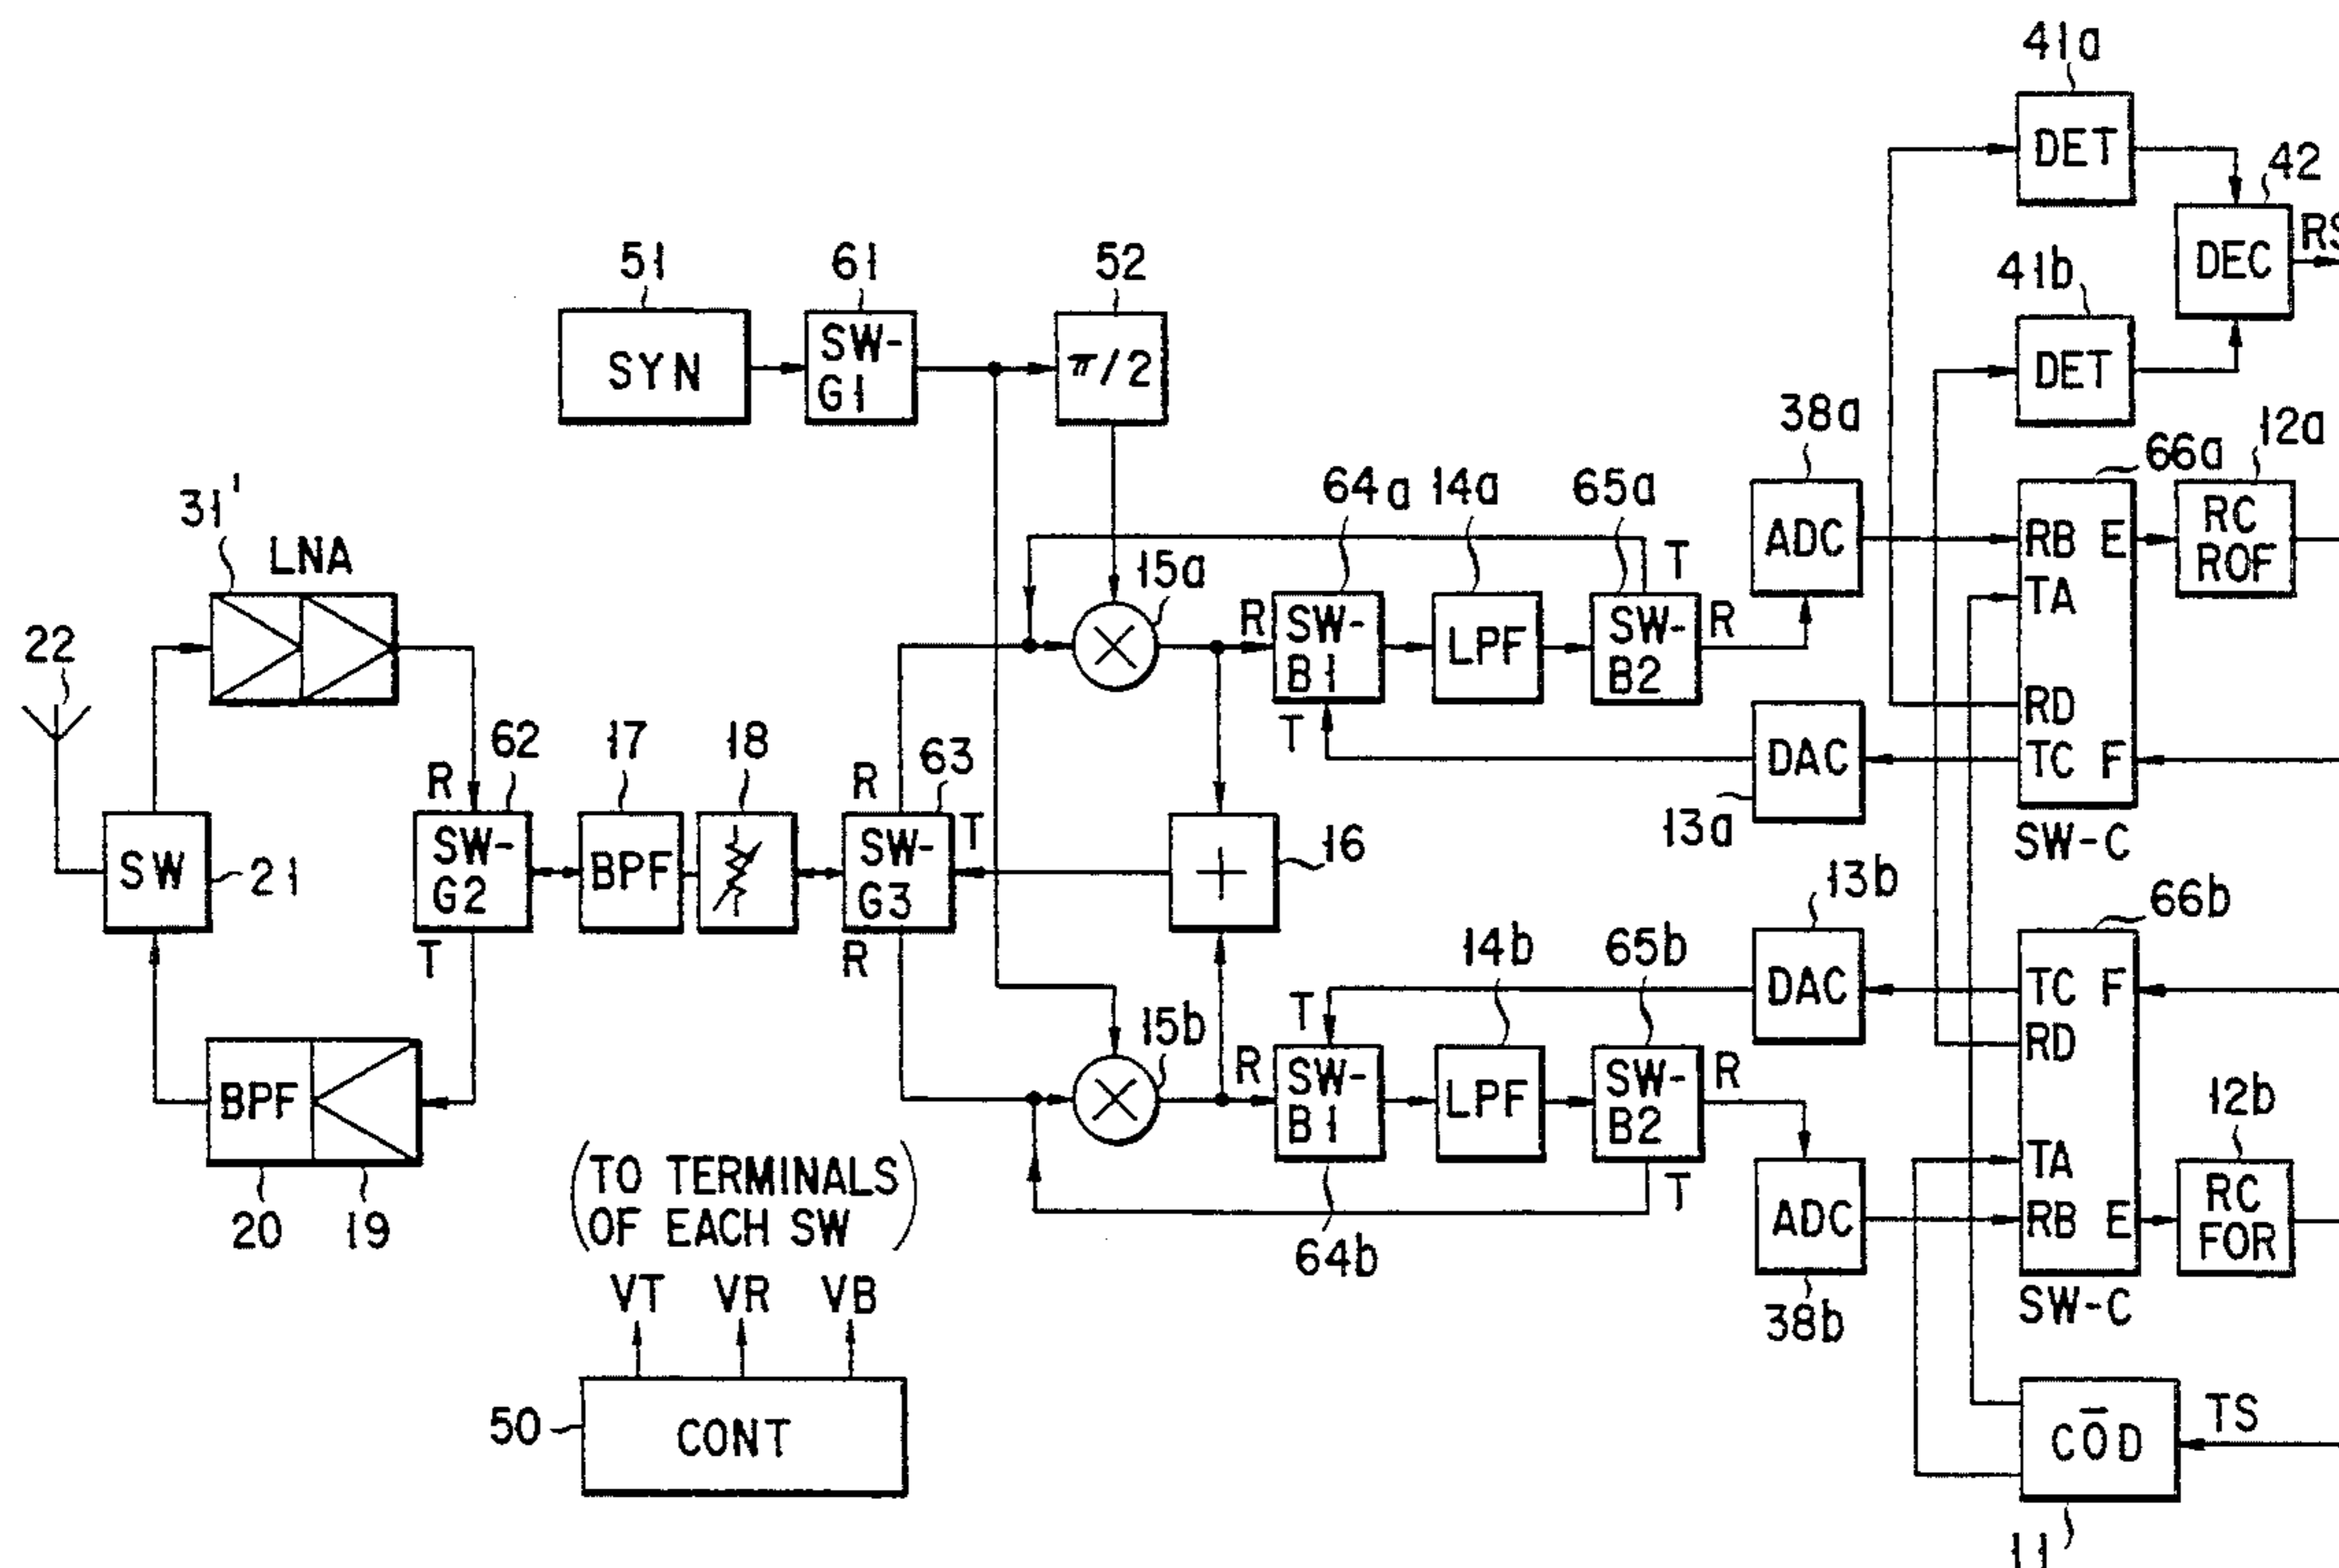 41a
DET
42
DEC
RS
41b
DET
51
SYN
61
SW-
G1
52
π/2
38a
ADC
66a
12a
RB E
TA
RD
TC F
SW-C
RC
ROF
31'
LNA
22
SW
21
R
62
SW-
G2
T
17
BPF
18
R
63
SW-
G3
T
R
15a
64a
R
SW-
B1
T
14a
LPF
65a
T
SW-
B2
R
DAC
13a
+
16
13b
DAC
66b
TC F
RD
TA
RB E
SW-C
12b
RC
FOR
15b
T
R
SW-
B1
64b
14b
LPF
65b
SW-
B2
R
T
ADC
38b
BPF
20
19
(TO TERMINALS
OF EACH SW)
VT VR VB
50
CONT
COD
TS
11